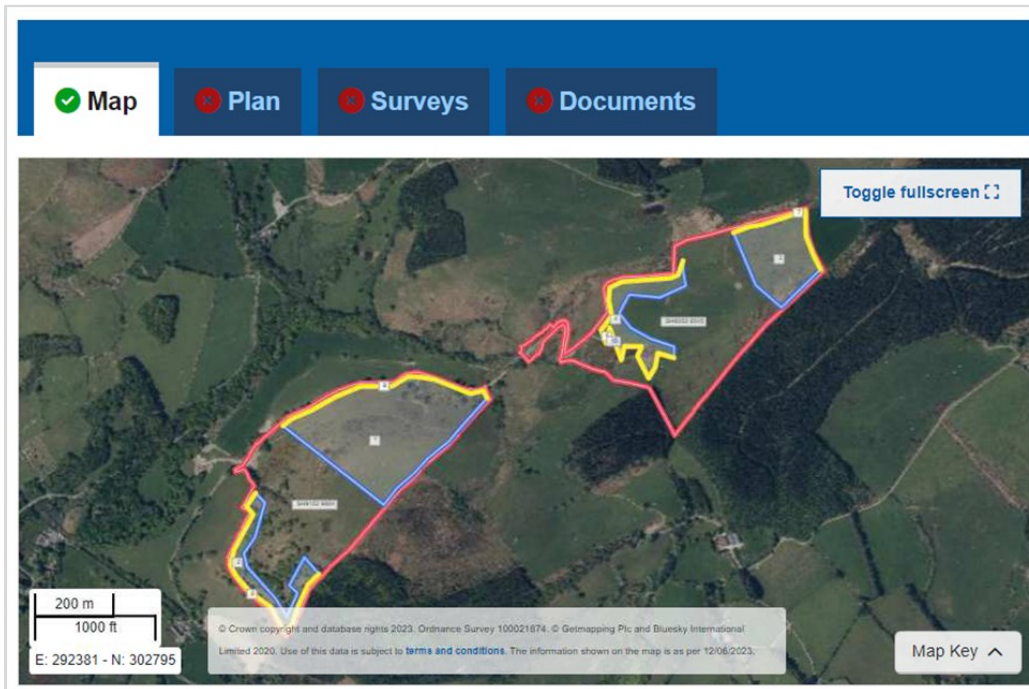 Map
Plan
Surveys
Documents
Toggle fullscreen
200 m
1000 ft
E: 292381 - N: 302795
© Crown copyright and database rights 2023. Ordnance Survey 100021874. © Getmapping Plc and Bluesky International
Limited 2020. Use of this data is subject to terms and conditions. The information shown on the map is as per 12/06/2023.
Map Key